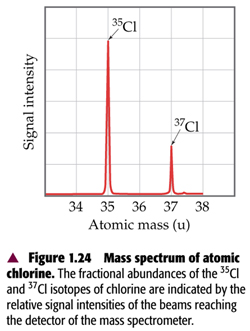 ³⁵Cl
³⁷Cl
Signal intensity
34 35 36 37 38
Atomic mass (u)
▲ Figure 1.24 Mass spectrum of atomic
chlorine. The fractional abundances of the ³⁵Cl
and ³⁷Cl isotopes of chlorine are indicated by the
relative signal intensities of the beams reaching
the detector of the mass spectrometer.